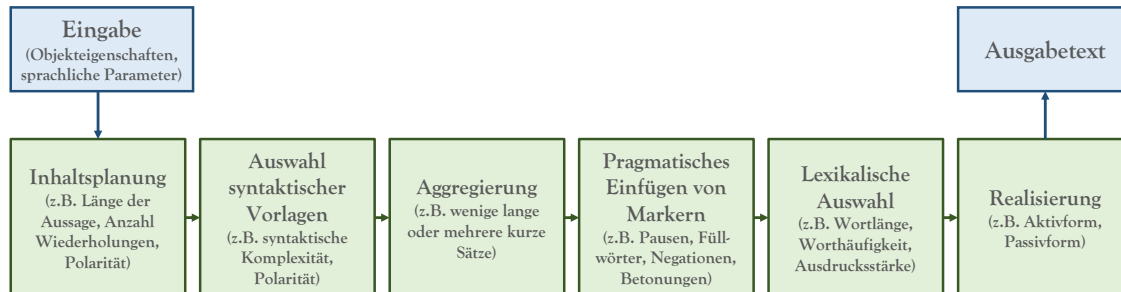 Eingabe
(Objekteigenschaften,
sprachliche Parameter)
Ausgabetext
Inhaltsplanung
(z.B. Länge der
Aussage, Anzahl
Wiederholungen,
Polarität)
Auswahl
syntaktischer
Vorlagen
(z.B. syntaktische
Komplexität,
Polarität)
Aggregierung
(z.B. wenige lange
oder mehrere kurze
Sätze)
Pragmatisches
Einfügen von
Markern
(z.B. Pausen, Füll-
wörter, Negationen,
Betonungen)
Lexikalische
Auswahl
(z.B. Wortlänge,
Worthäufigkeit,
Ausdrucksstärke)
Realisierung
(z.B. Aktivform,
Passivform)